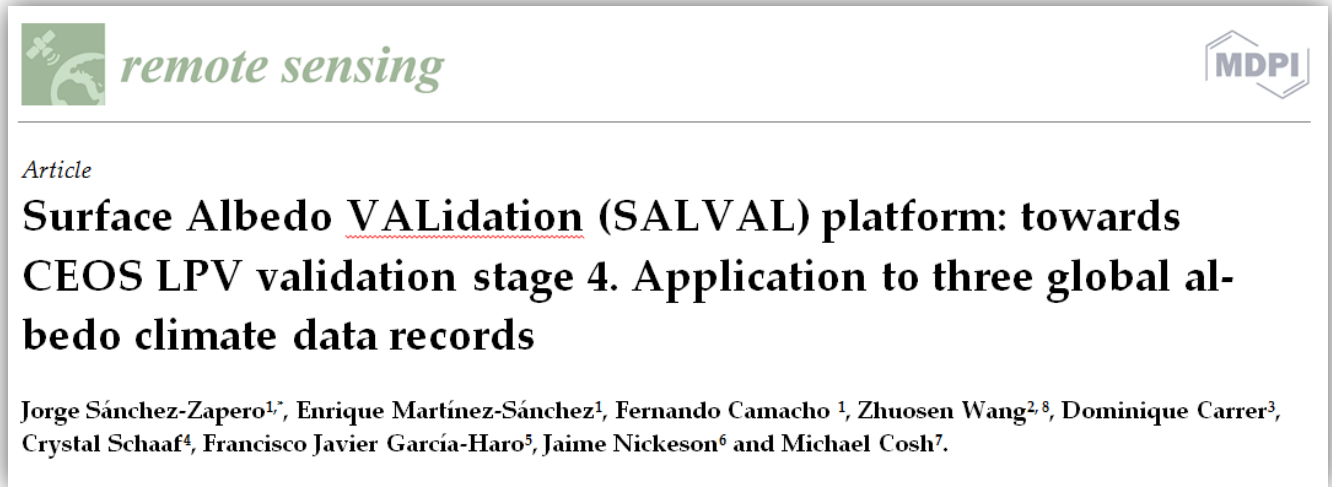 remote sensing
MDPI
Article
Surface Albedo VALidation (SALVAL) platform: towards
CEOS LPV validation stage 4. Application to three global al-
bedo climate data records
Jorge Sánchez-Zapero1,*, Enrique Martínez-Sánchez1, Fernando Camacho 1, Zhuosen Wang2, 8, Dominique Carrer3,
Crystal Schaaf4, Francisco Javier García-Haro5, Jaime Nickeson6 and Michael Cosh7.